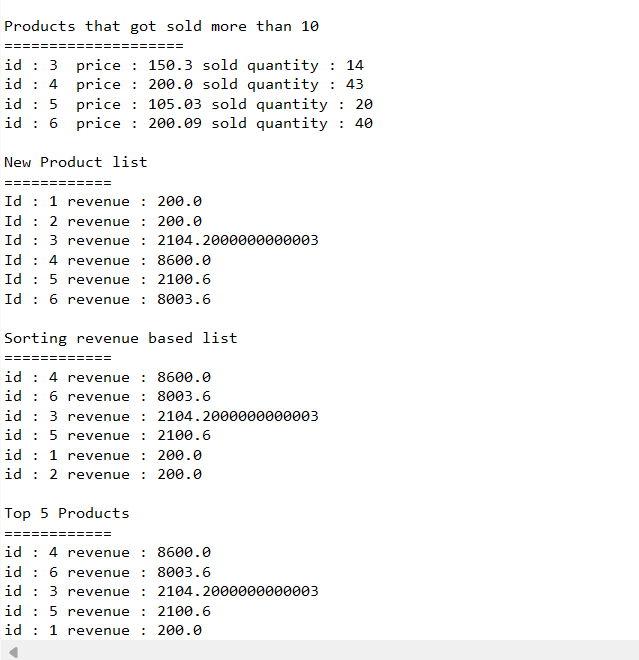 Products that got sold more than 10
====================
id : 3  price : 150.3 sold quantity : 14
id : 4  price : 200.0 sold quantity : 43
id : 5  price : 105.03 sold quantity : 20
id : 6  price : 200.09 sold quantity : 40
New Product list
============
Id : 1 revenue : 200.0
Id : 2 revenue : 200.0
Id : 3 revenue : 2104.2000000000003
Id : 4 revenue : 8600.0
Id : 5 revenue : 2100.6
Id : 6 revenue : 8003.6
Sorting revenue based list
============
id : 4 revenue : 8600.0
id : 6 revenue : 8003.6
id : 3 revenue : 2104.2000000000003
id : 5 revenue : 2100.6
id : 1 revenue : 200.0
id : 2 revenue : 200.0
Top 5 Products
============
id : 4 revenue : 8600.0
id : 6 revenue : 8003.6
id : 3 revenue : 2104.2000000000003
id : 5 revenue : 2100.6
id : 1 revenue : 200.0